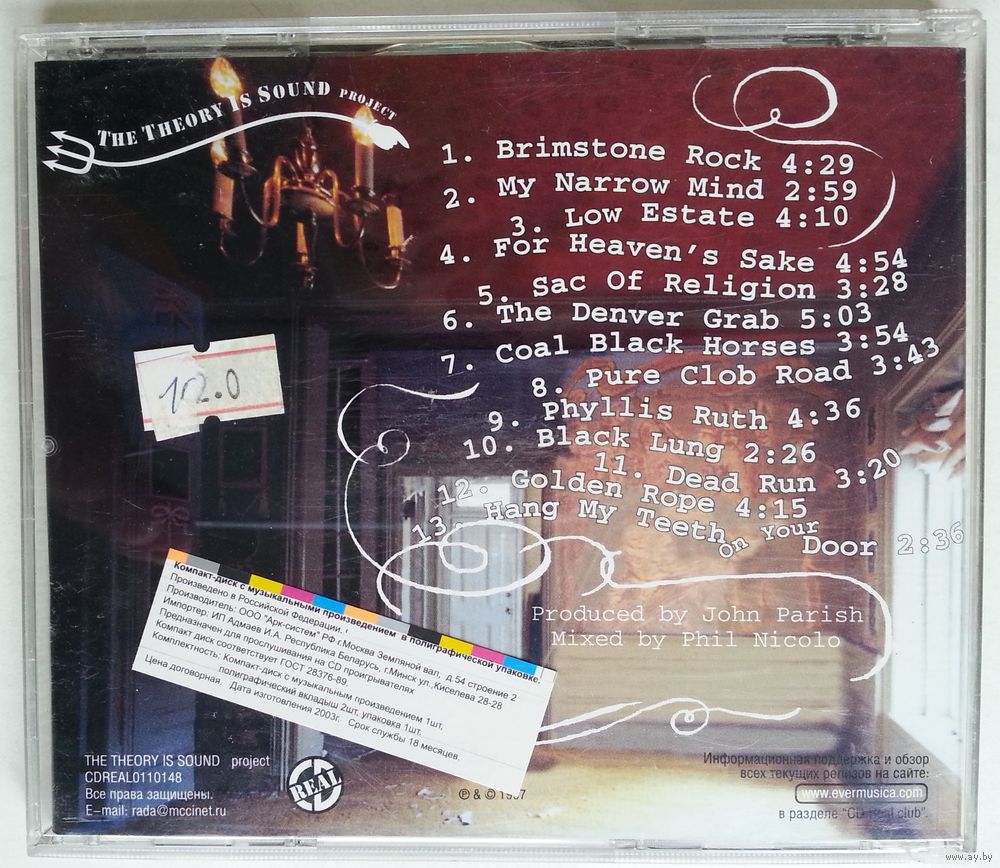 THE THEORY IS SOUND PROJECT
1. Brimstone Rock 4:29
2. My Narrow Mind 2:59
3. Low Estate 4:10
4. For Heaven's Sake 4:54
5. Sac Of Religion 3:28
6. The Denver Grab 5:03
7. Coal Black Horses 3:54
8. Pure Clob Road 3:43
9. Phyllis Ruth 4:36
10. Black Lung 2:26
11. Dead Run 3:20
12. Golden Rope 4:15
13. Hang My Teeth on Your Door 2:36
Produced by John Parish
Mixed by Phil Nicolo
Компакт-диск с музыкальными произведением в полиграфической упаковке.
Произведено в Российской Федерации.
Производитель: ООО "Арк-систем" РФ г.Москва Земляной вал, д.54 строение 2
Импортер: ИП Адмаев И.А. Республика Беларусь, г.Минск ул.,Киселева 28-28
Предназначен для прослушивания на CD проигрывателях
Компакт диск соответствует ГОСТ 28376-89.
Комплектность: Компакт-диск с музыкальным произведением 1шт,
полиграфический вкладыш 2шт, упаковка 1шт.
Цена договорная. Дата изготовления 2003г. Срок службы 18 месяцев.
THE THEORY IS SOUND project
CDREAL0110148
Все права защищены.
E-mail: rada@mccinet.ru
REAL
℗ & © 1997
Информационная поддержка и обзор
всех текущих релизов на сайте:
www.evermusica.com
в разделе "CD real club".
www.ay.by